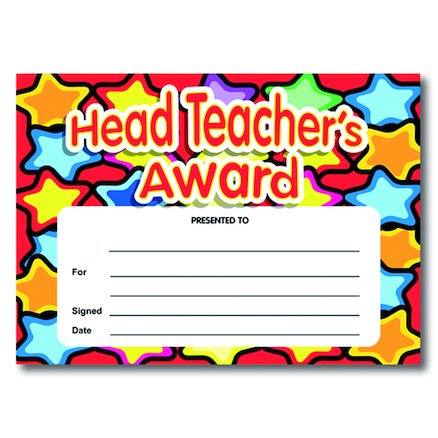 Head Teacher's
Award
PRESENTED TO
For
Signed
Date